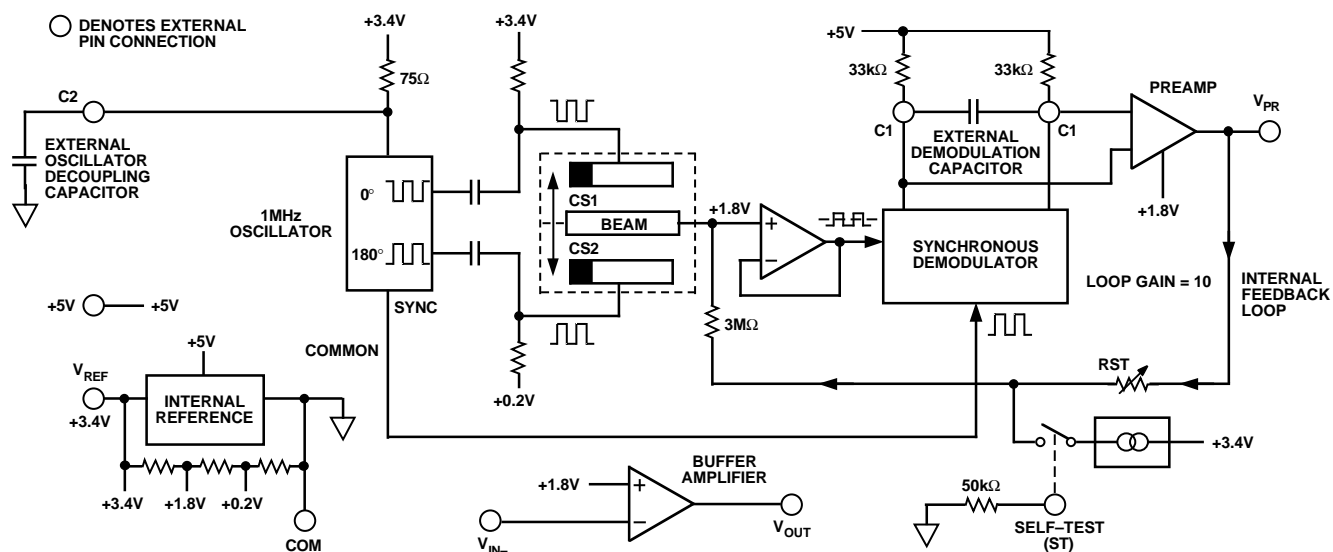 DENOTES EXTERNAL
PIN CONNECTION
+3.4V
+3.4V
+5V
75Ω
33kΩ
33kΩ
PREAMP
C2
C1
C1
V_PR
EXTERNAL
OSCILLATOR
DECOUPLING
CAPACITOR
EXTERNAL
DEMODULATION
CAPACITOR
+1.8V
0°
CS1
1MHz
OSCILLATOR
BEAM
+1.8V
+
−
180°
CS2
SYNCHRONOUS
DEMODULATOR
LOOP GAIN = 10
INTERNAL
FEEDBACK
LOOP
SYNC
+5V
+5V
3MΩ
COMMON
RST
+5V
V_REF
INTERNAL
REFERENCE
+3.4V
+0.2V
+3.4V
+3.4V
+1.8V
+0.2V
BUFFER
AMPLIFIER
+1.8V
+
−
50kΩ
COM
V_IN−
V_OUT
SELF–TEST
(ST)